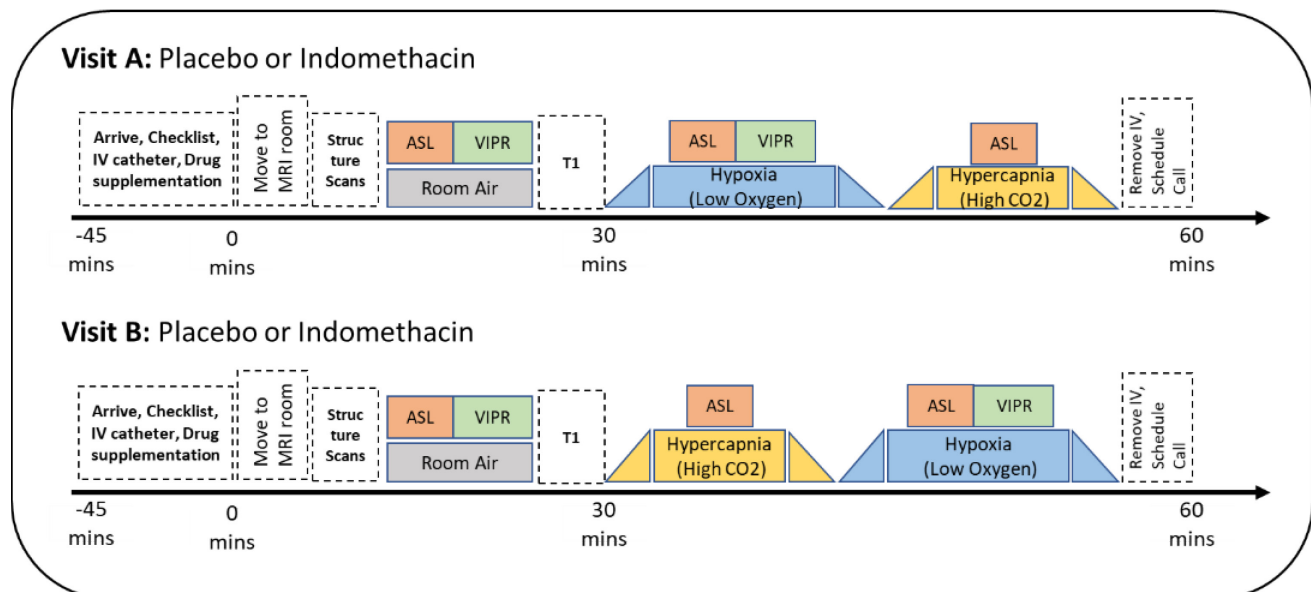 Visit A: Placebo or Indomethacin
Arrive, Checklist,
IV catheter, Drug
supplementation
Move to
MRI room
Struc
ture
Scans
ASL
VIPR
Room Air
T1
ASL
VIPR
Hypoxia
(Low Oxygen)
ASL
Hypercapnia
(High CO2)
Remove IV,
Schedule
Call
-45
mins
0
mins
30
mins
60
mins
Visit B: Placebo or Indomethacin
Arrive, Checklist,
IV catheter, Drug
supplementation
Move to
MRI room
Struc
ture
Scans
ASL
VIPR
Room Air
T1
ASL
Hypercapnia
(High CO2)
ASL
VIPR
Hypoxia
(Low Oxygen)
Remove IV,
Schedule
Call
-45
mins
0
mins
30
mins
60
mins